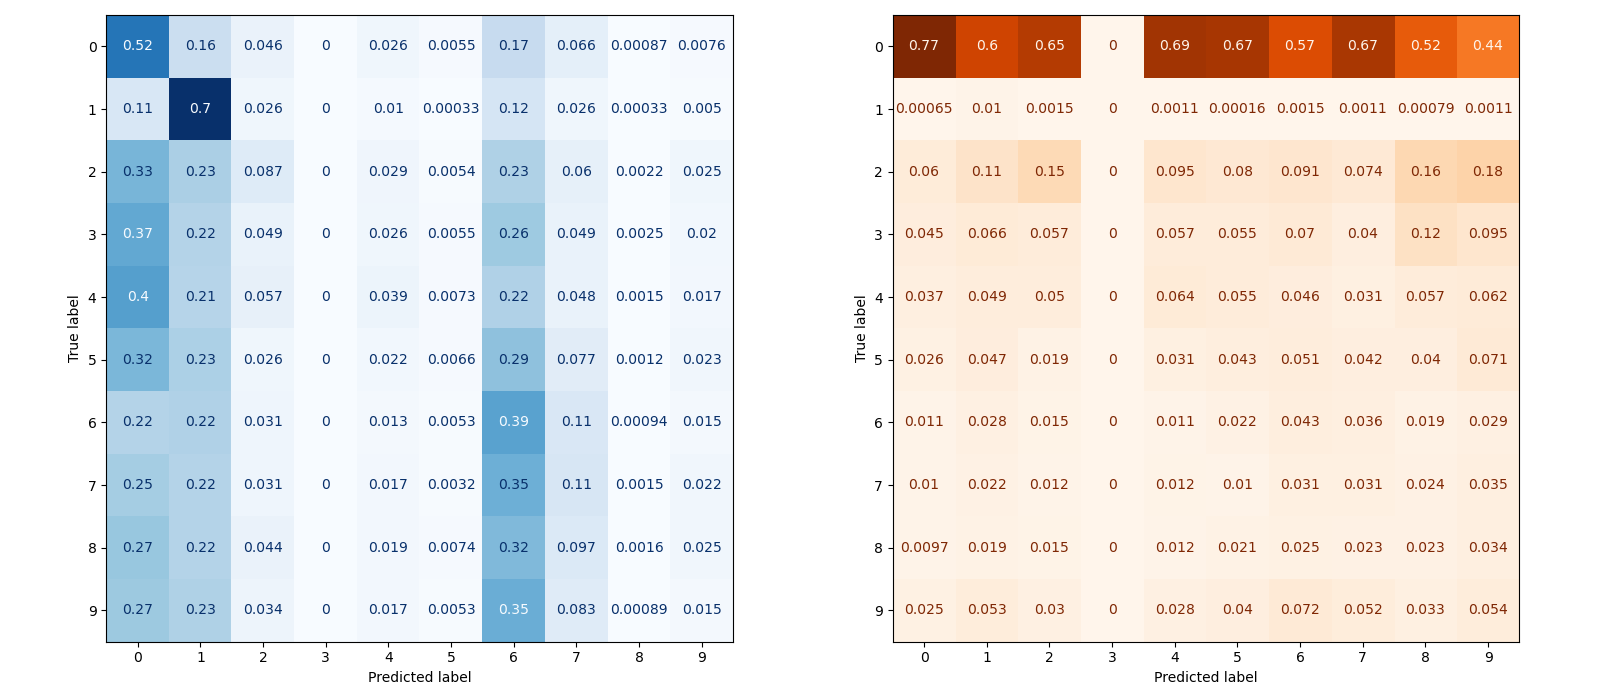 0 0.52 0.16 0.046 0 0.026 0.0055 0.17 0.066 0.00087 0.0076
1 0.11 0.7 0.026 0 0.01 0.00033 0.12 0.026 0.00033 0.005
2 0.33 0.23 0.087 0 0.029 0.0054 0.23 0.06 0.0022 0.025
3 0.37 0.22 0.049 0 0.026 0.0055 0.26 0.049 0.0025 0.02
4 0.4 0.21 0.057 0 0.039 0.0073 0.22 0.048 0.0015 0.017
5 0.32 0.23 0.026 0 0.022 0.0066 0.29 0.077 0.0012 0.023
6 0.22 0.22 0.031 0 0.013 0.0053 0.39 0.11 0.00094 0.015
7 0.25 0.22 0.031 0 0.017 0.0032 0.35 0.11 0.0015 0.022
8 0.27 0.22 0.044 0 0.019 0.0074 0.32 0.097 0.0016 0.025
9 0.27 0.23 0.034 0 0.017 0.0053 0.35 0.083 0.00089 0.015
True label
0 1 2 3 4 5 6 7 8 9
Predicted label
0 0.77 0.6 0.65 0 0.69 0.67 0.57 0.67 0.52 0.44
1 0.00065 0.01 0.0015 0 0.0011 0.00016 0.0015 0.0011 0.00079 0.0011
2 0.06 0.11 0.15 0 0.095 0.08 0.091 0.074 0.16 0.18
3 0.045 0.066 0.057 0 0.057 0.055 0.07 0.04 0.12 0.095
4 0.037 0.049 0.05 0 0.064 0.055 0.046 0.031 0.057 0.062
5 0.026 0.047 0.019 0 0.031 0.043 0.051 0.042 0.04 0.071
6 0.011 0.028 0.015 0 0.011 0.022 0.043 0.036 0.019 0.029
7 0.01 0.022 0.012 0 0.012 0.01 0.031 0.031 0.024 0.035
8 0.0097 0.019 0.015 0 0.012 0.021 0.025 0.023 0.023 0.034
9 0.025 0.053 0.03 0 0.028 0.04 0.072 0.052 0.033 0.054
True label
0 1 2 3 4 5 6 7 8 9
Predicted label